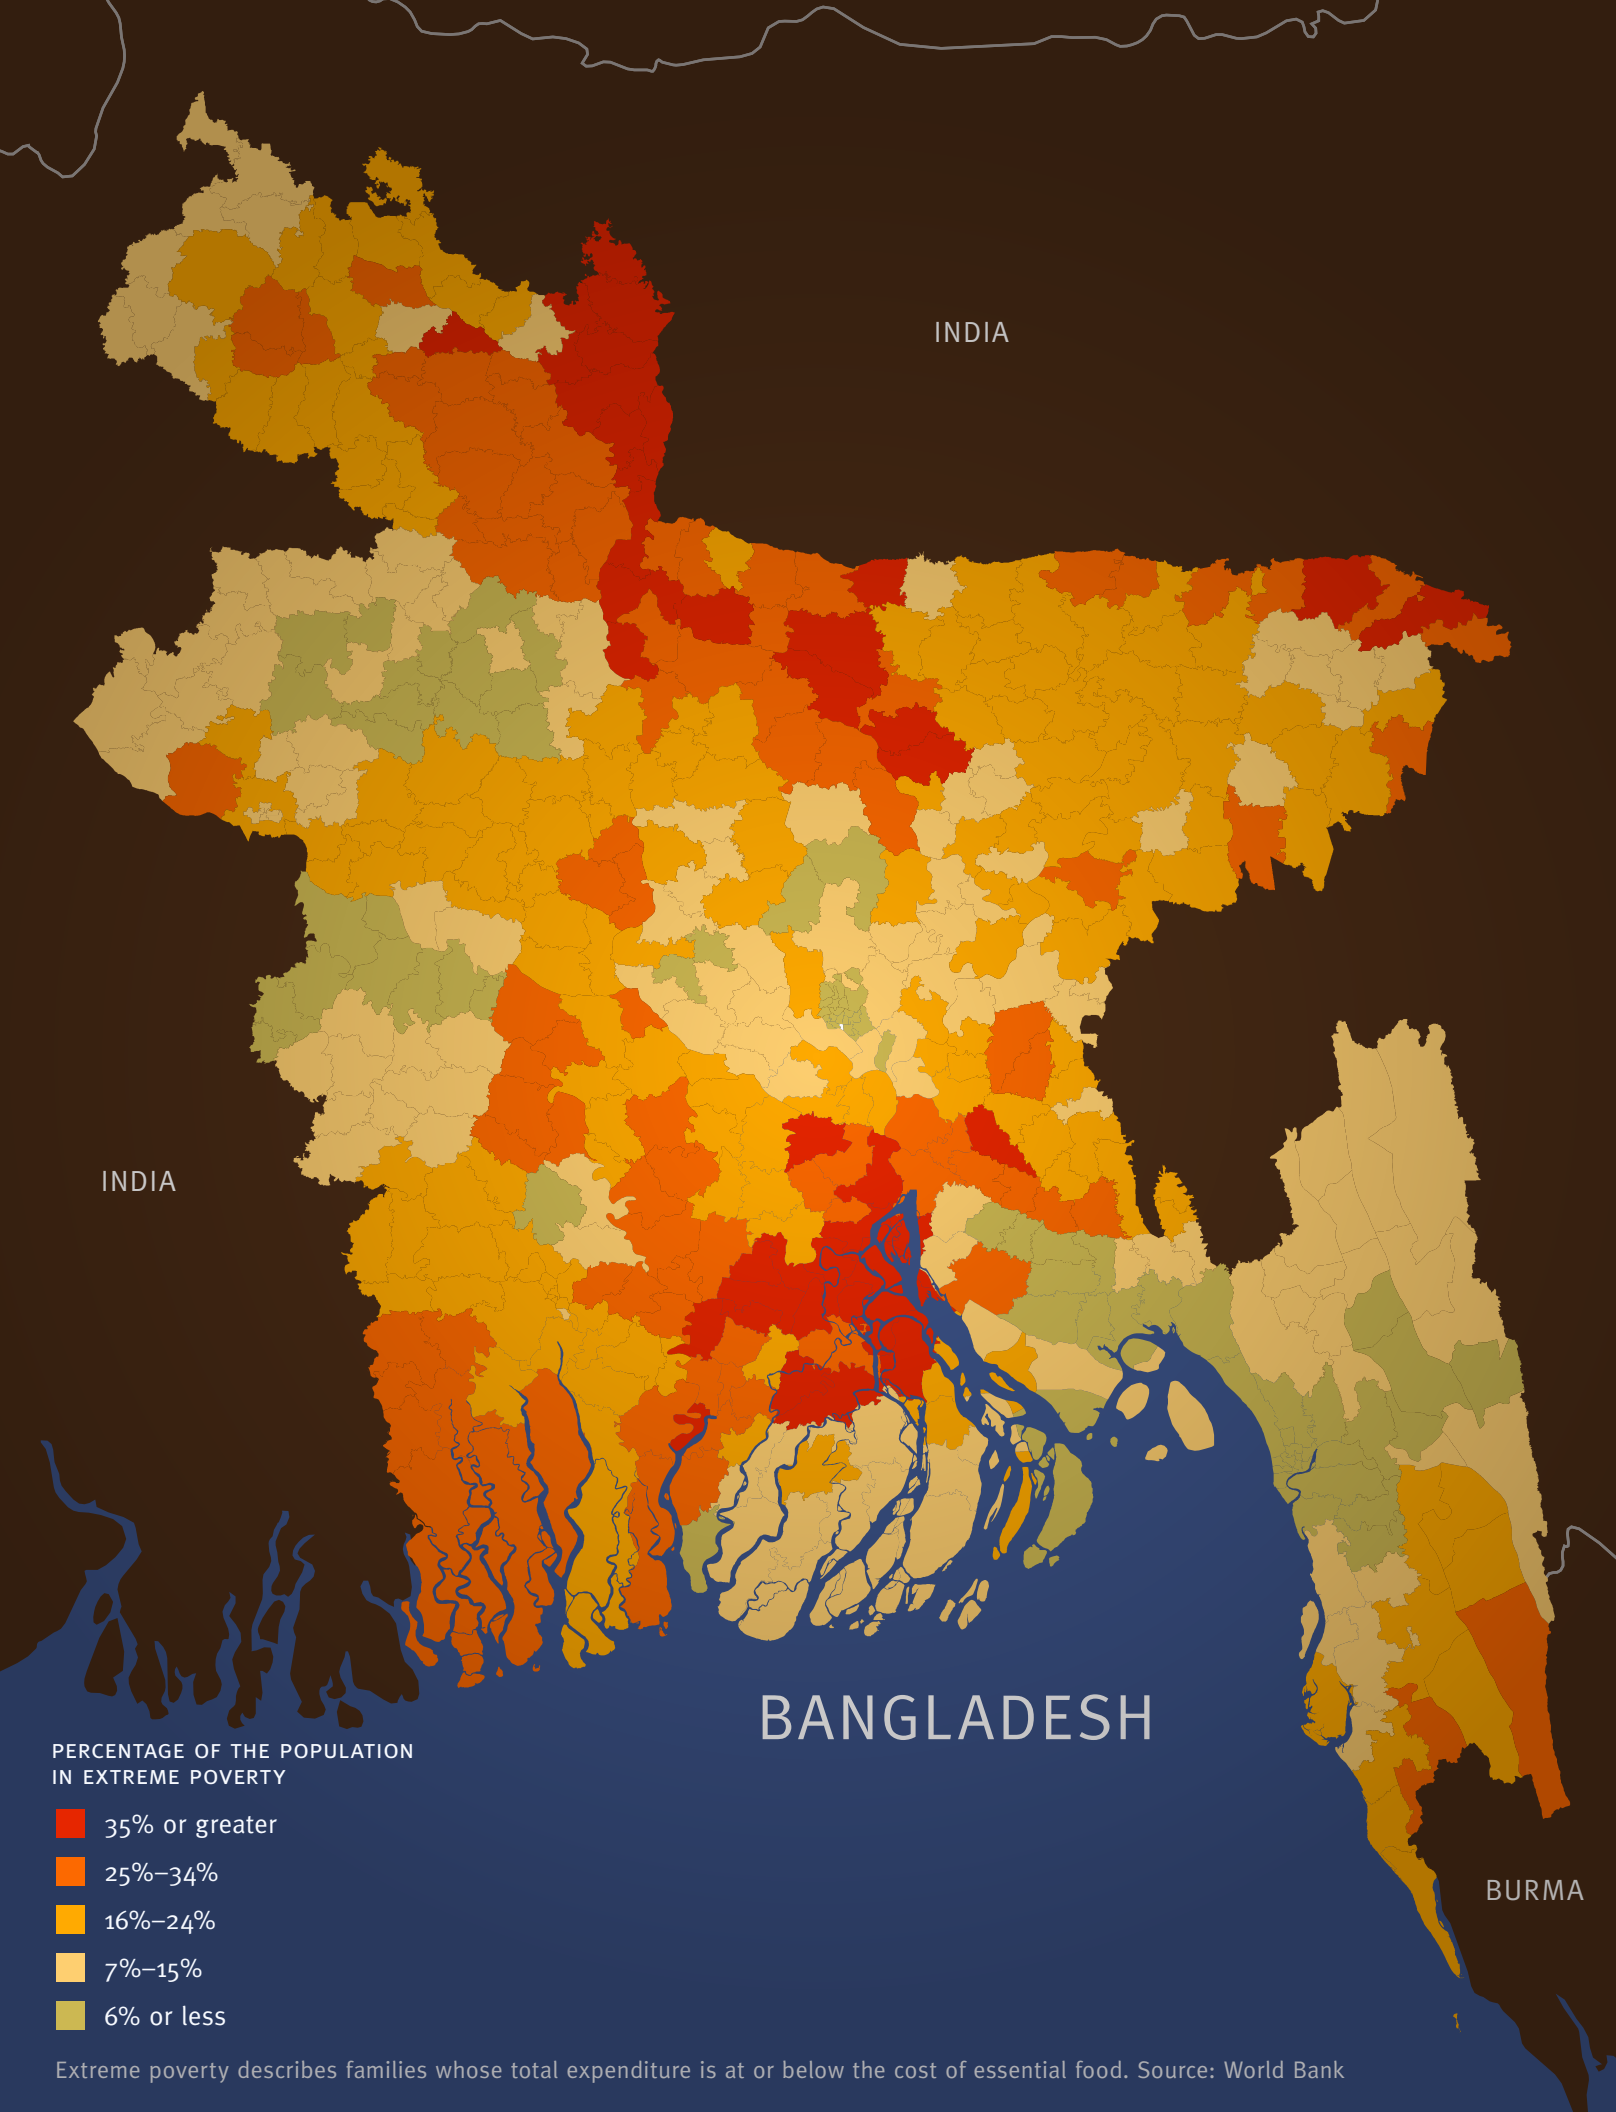 INDIA
INDIA
BANGLADESH
PERCENTAGE OF THE POPULATION
IN EXTREME POVERTY
35% or greater
25%–34%
16%–24%
7%–15%
6% or less
BURMA
Extreme poverty describes families whose total expenditure is at or below the cost of essential food. Source: World Bank